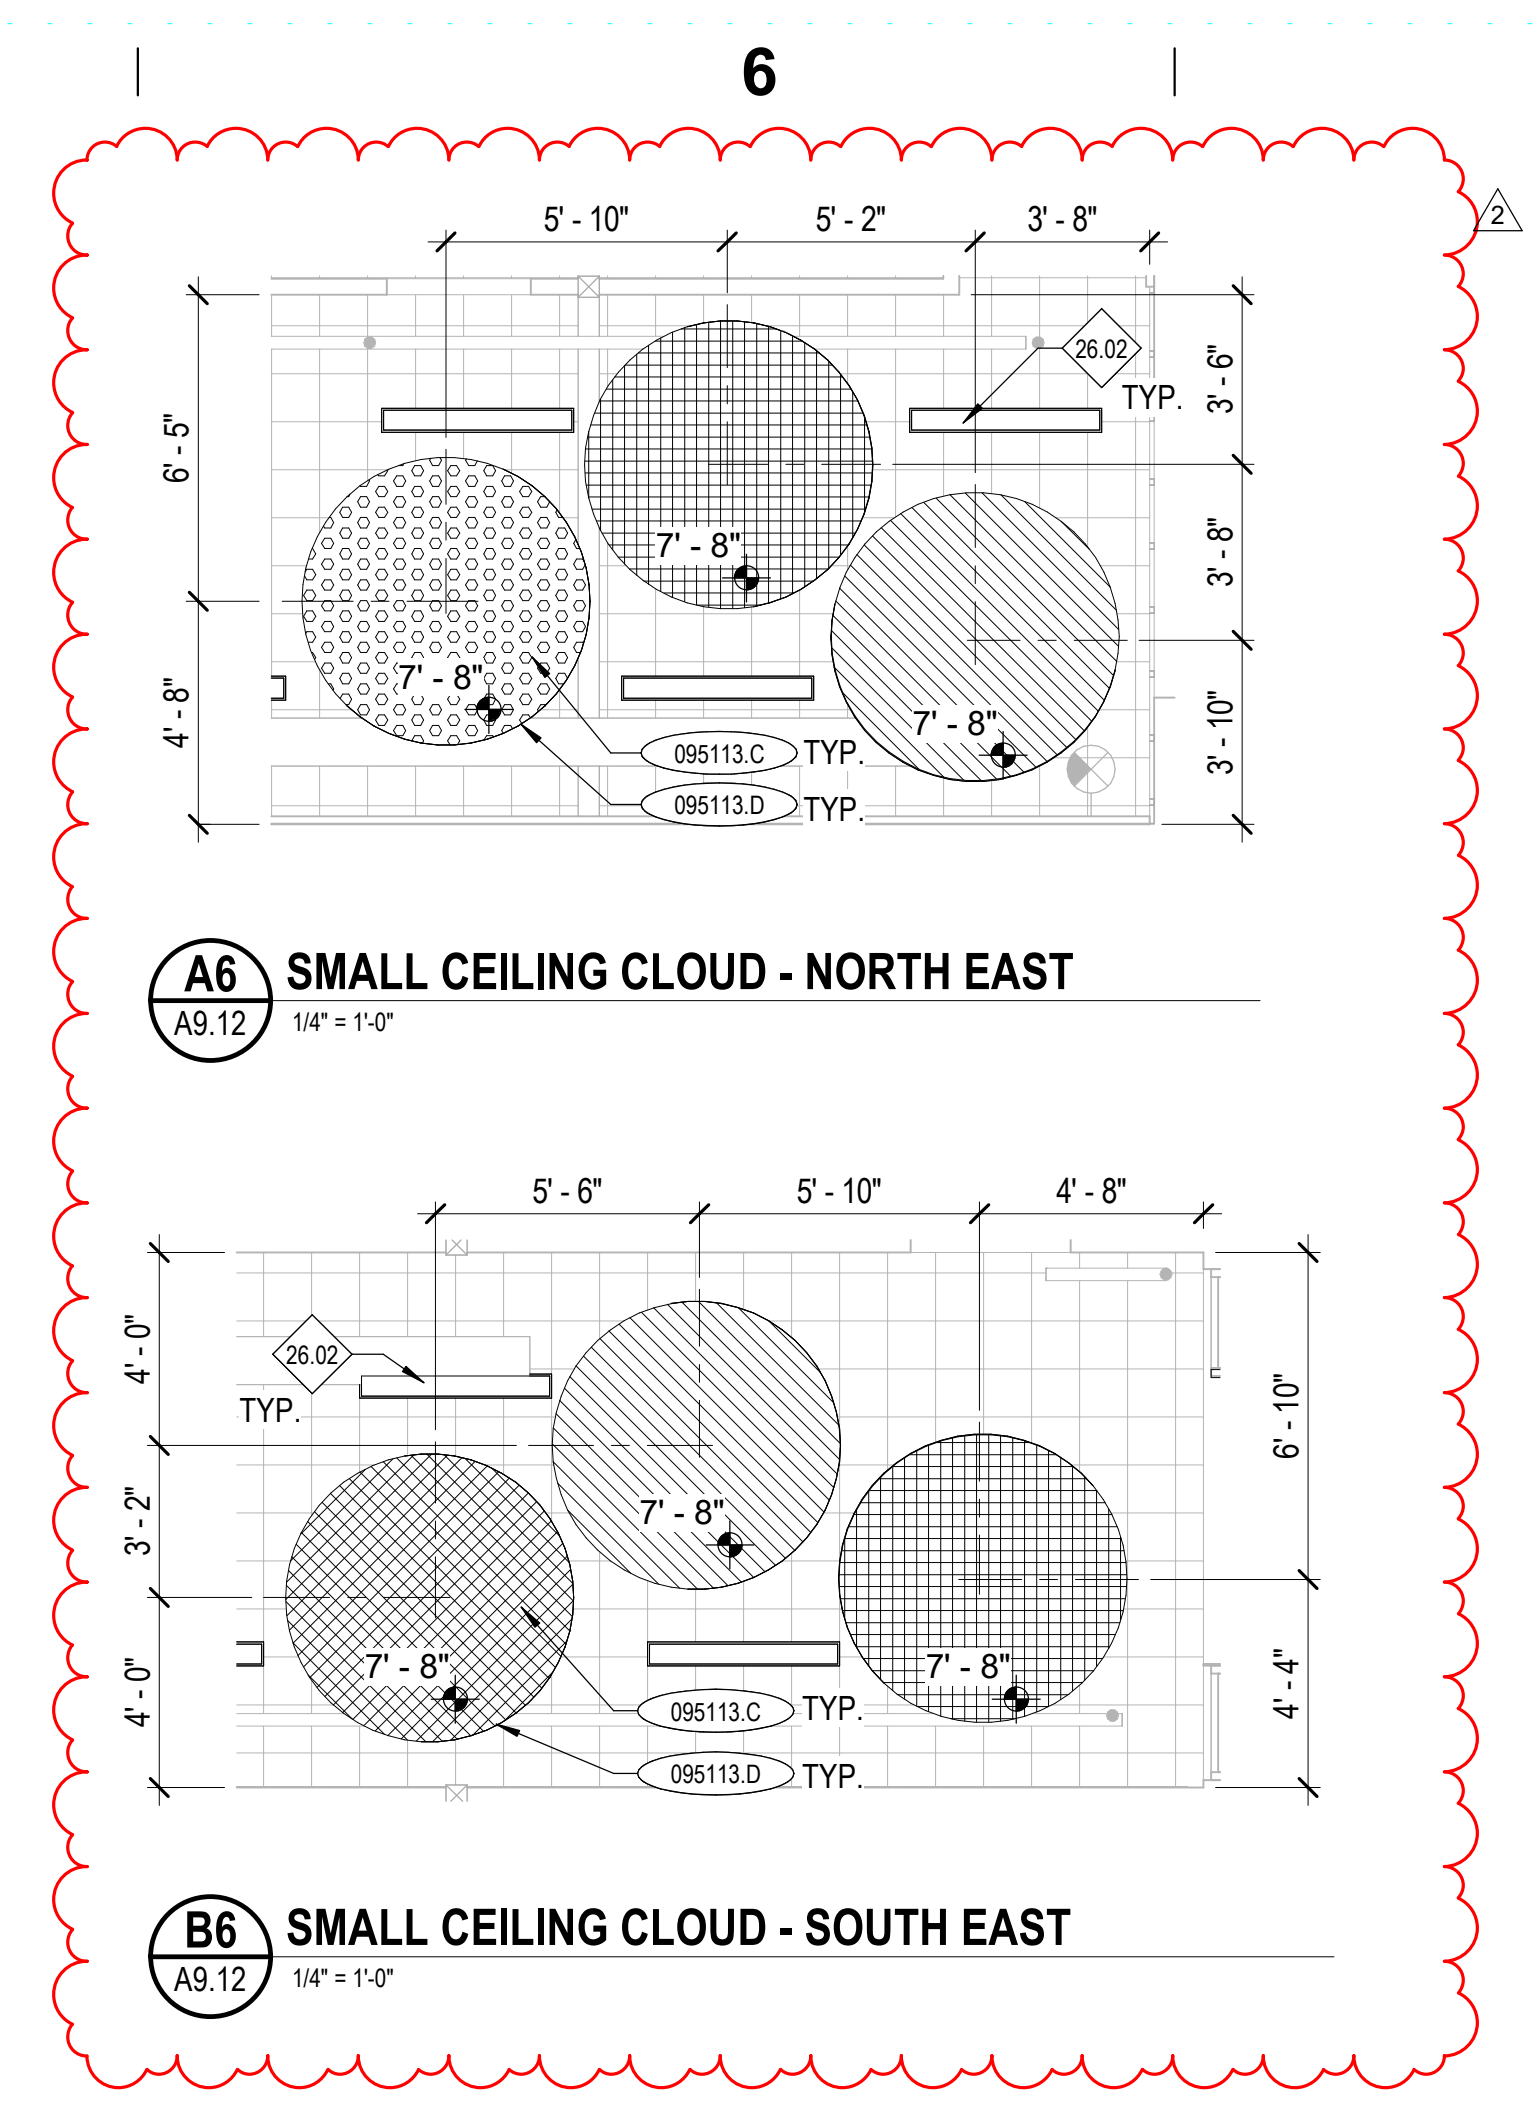 6
2
5' - 10" 5' - 2" 3' - 8"
26.02
TYP.
3' - 6"
6' - 5"
7' - 8"
3' - 8"
7' - 8"
4' - 8"
7' - 8"
3' - 10"
095113.C TYP.
095113.D TYP.
A6 SMALL CEILING CLOUD - NORTH EAST
A9.12 1/4" = 1'-0"
5' - 6" 5' - 10" 4' - 8"
4' - 0"
26.02
TYP.
6' - 10"
3' - 2"
7' - 8"
7' - 8"
7' - 8"
4' - 0"
4' - 4"
095113.C TYP.
095113.D TYP.
B6 SMALL CEILING CLOUD - SOUTH EAST
A9.12 1/4" = 1'-0"